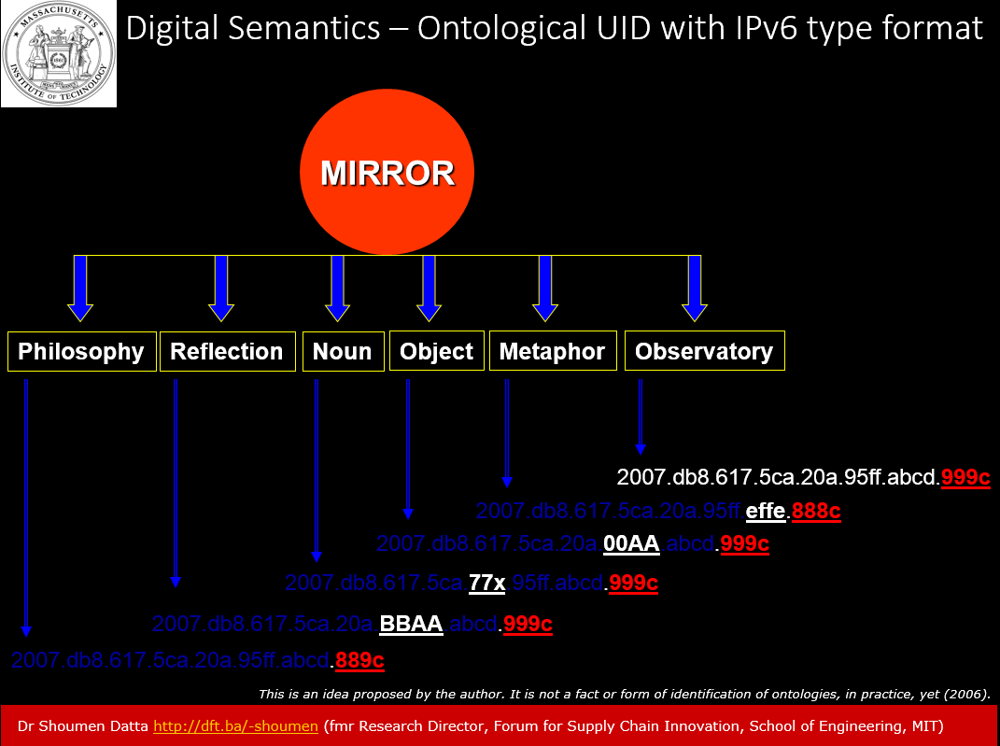 MASSACHUSETTS
INSTITUTE OF TECHNOLOGY
1861
Digital Semantics – Ontological UID with IPv6 type format
MIRROR
Philosophy Reflection Noun Object Metaphor Observatory
2007.db8.617.5ca.20a.95ff.abcd.999c
2007.db8.617.5ca.20a.95ff.effe.888c
2007.db8.617.5ca.20a.00AA.abcd.999c
2007.db8.617.5ca.77x.95ff.abcd.999c
2007.db8.617.5ca.20a.BBAA.abcd.999c
2007.db8.617.5ca.20a.95ff.abcd.889c
This is an idea proposed by the author. It is not a fact or form of identification of ontologies, in practice, yet (2006).
Dr Shoumen Datta http://dft.ba/-shoumen (fmr Research Director, Forum for Supply Chain Innovation, School of Engineering, MIT)